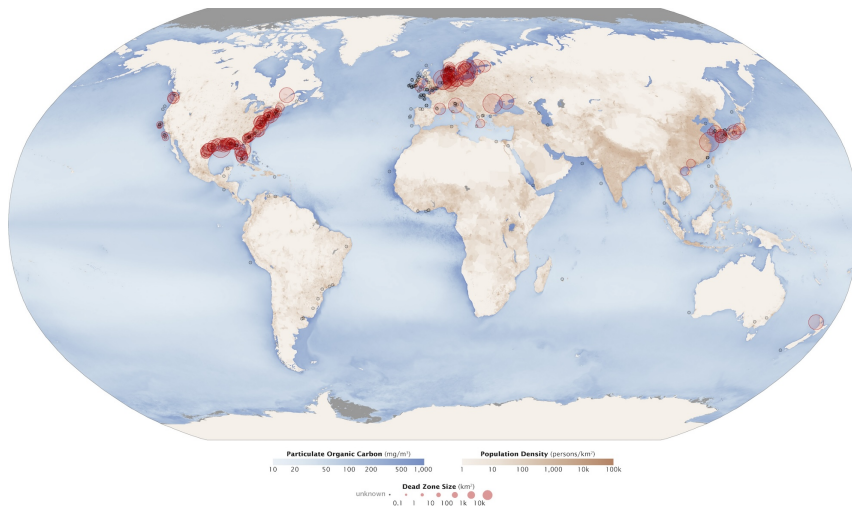 Particulate Organic Carbon (mg/m³) Population Density (persons/km²)
10 20 50 100 200 500 1,000 1 10 100 1,000 10k 100k
Dead Zone Size (km²)
unknown
0.1 1 10 100 1k 10k